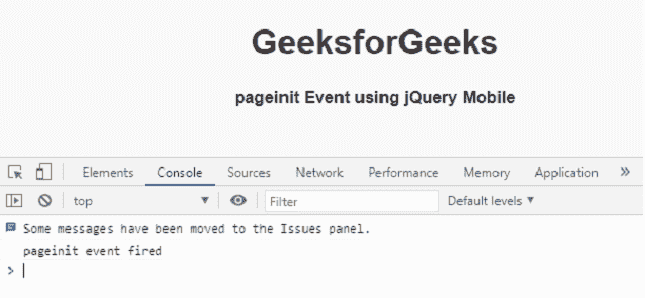 GeeksforGeeks
pageinit Event using jQuery Mobile
Elements Console Sources Network Performance Memory Application »
top ▼ Filter Default levels ▼
Some messages have been moved to the Issues panel.
pageinit event fired
>